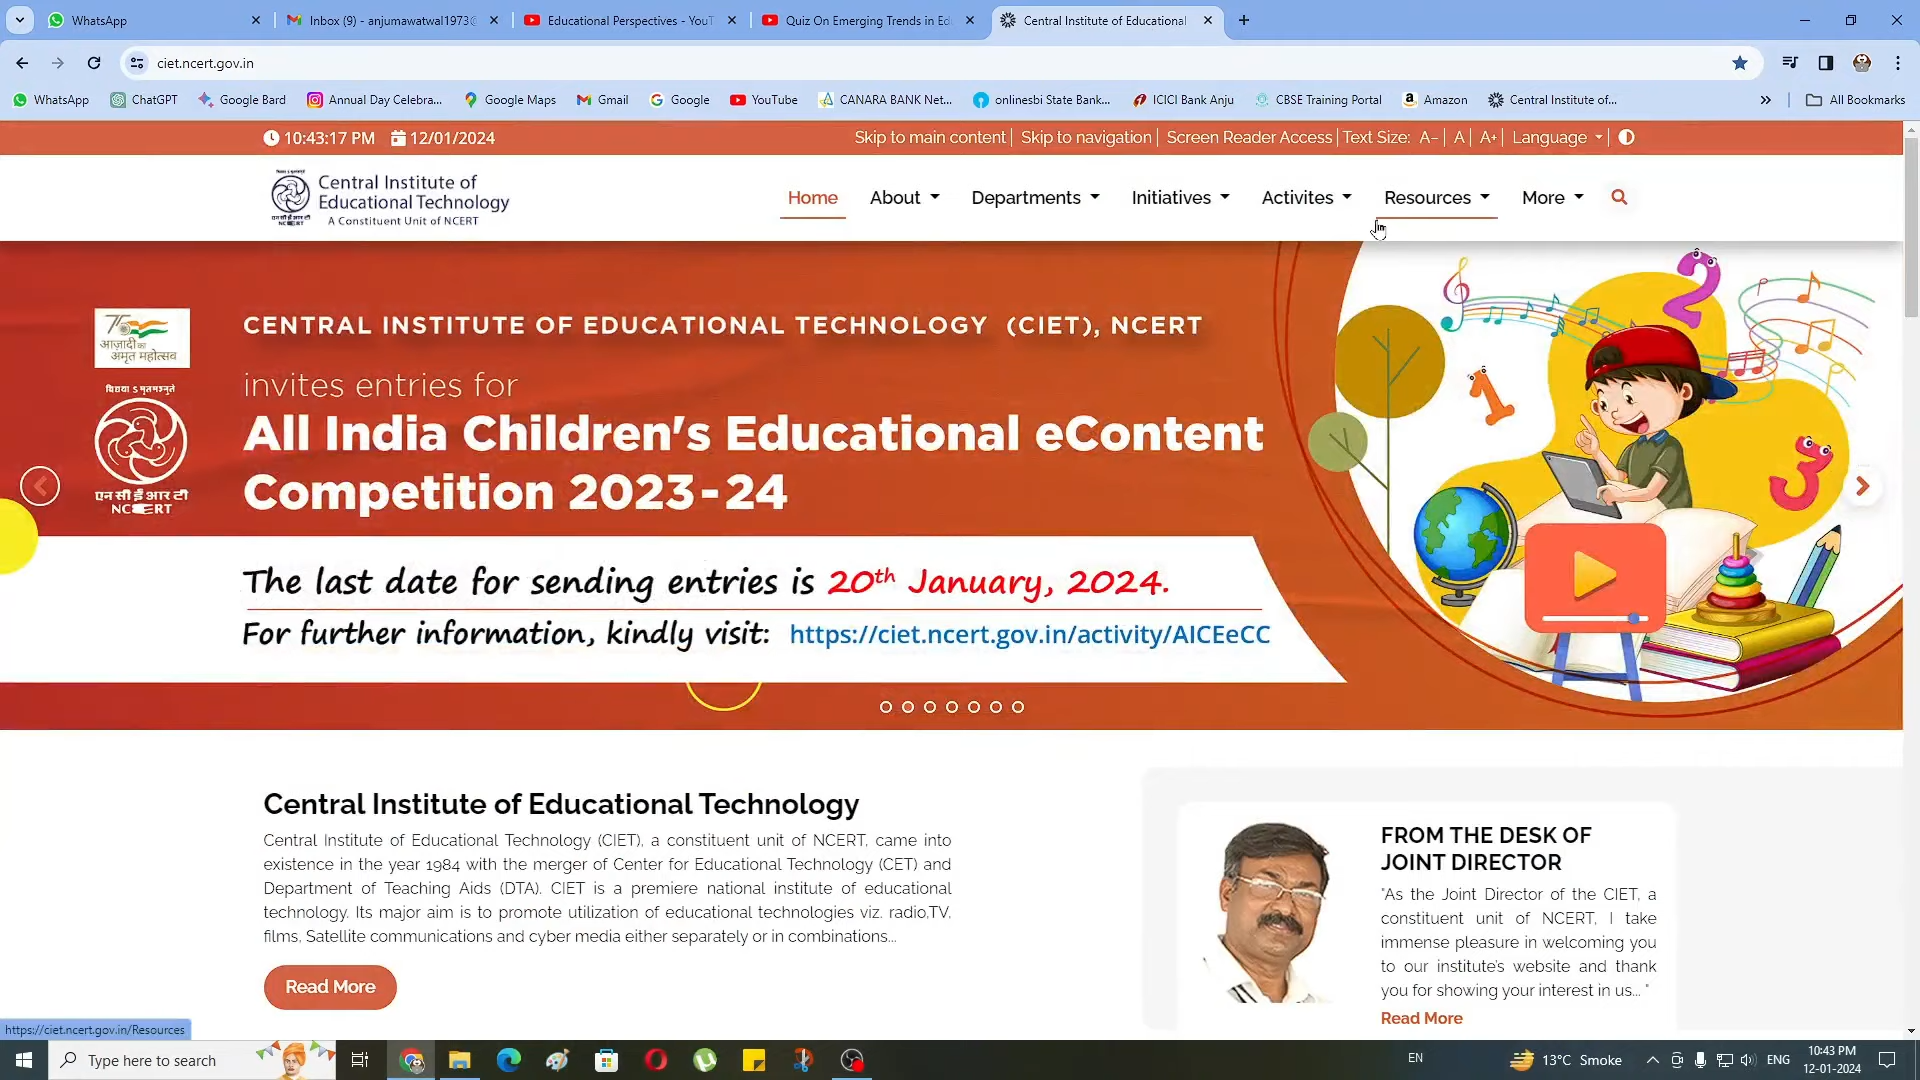 WhatsApp
Inbox (9) - anjumawatwal1973@
Educational Perspectives - YouT
Quiz On Emerging Trends in Ed
Central Institute of Educational
ciet.ncert.gov.in
WhatsApp
ChatGPT
Google Bard
Annual Day Celebra...
Google Maps
Gmail
Google
YouTube
CANARA BANK Net...
onlinesbi State Bank...
ICICI Bank Anju
CBSE Training Portal
Amazon
Central Institute of...
All Bookmarks
10:43:17 PM 12/01/2024
Skip to main content| Skip to navigation| Screen Reader Access| Text Size: A-| A | A+| Language
Central Institute of
Educational Technology
A Constituent Unit of NCERT
Home
About
Departments
Initiatives
Activites
Resources
More
CENTRAL INSTITUTE OF EDUCATIONAL TECHNOLOGY (CIET), NCERT
invites entries for
All India Children's Educational eContent
Competition 2023-24
आज़ादी का
अमृत महोत्सव
विद्यया ऽ मृतमश्नुते
एन सी ई आर टी
NCERT
1
2
3
The last date for sending entries is 20th January, 2024.
For further information, kindly visit: https://ciet.ncert.gov.in/activity/AICEeCC
Central Institute of Educational Technology
Central Institute of Educational Technology (CIET), a constituent unit of NCERT, came into
existence in the year 1984 with the merger of Center for Educational Technology (CET) and
Department of Teaching Aids (DTA). CIET is a premiere national institute of educational
technology. Its major aim is to promote utilization of educational technologies viz. radio,TV,
films, Satellite communications and cyber media either separately or in combinations...
Read More
FROM THE DESK OF
JOINT DIRECTOR
"As the Joint Director of the CIET, a
constituent unit of NCERT, I take
immense pleasure in welcoming you
to our institute's website and thank
you for showing your interest in us... "
Read More
https://ciet.ncert.gov.in/Resources
Type here to search
EN
13°C Smoke
ENG
10:43 PM
12-01-2024